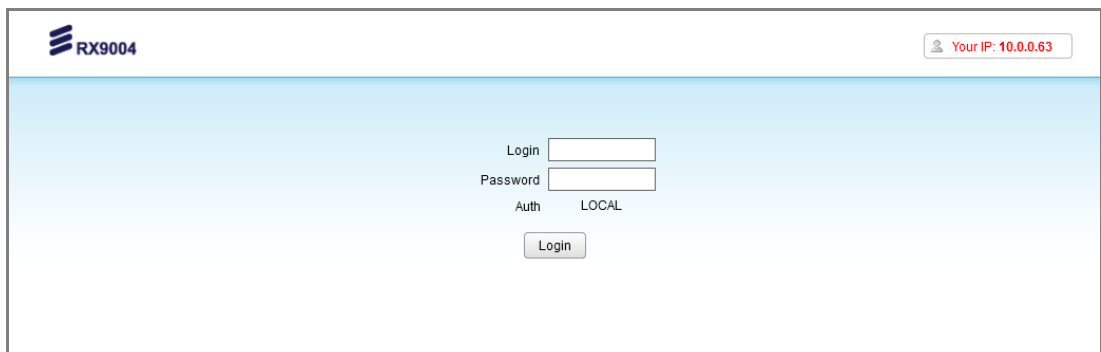 RX9004
Your IP: 10.0.0.63
Login
Password
Auth LOCAL
Login